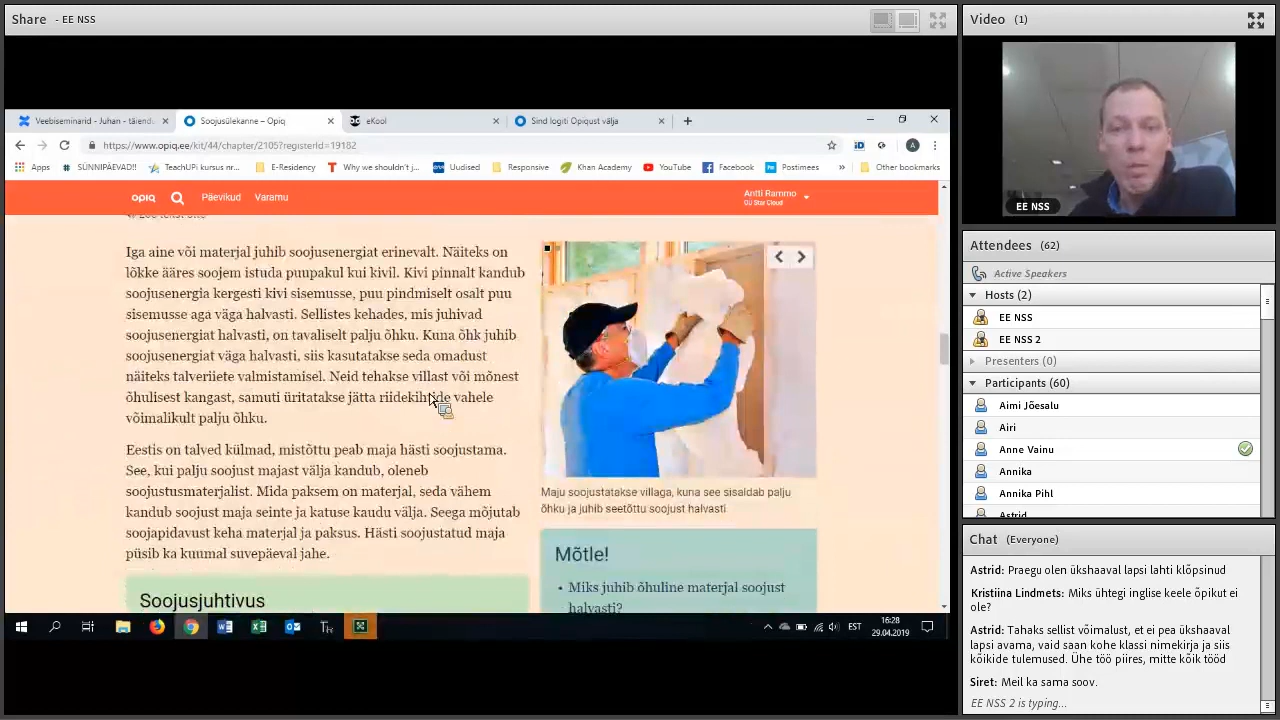 Share - EE NSS
Veebiseminarid - Juhan - täiendu
Soojusülekanne – Opiq
eKool
Sind logiti Opiqust välja
https://www.opiq.ee/kit/44/chapter/2105?registerId=19182
Apps
SÜNNIPÄEVAD!!
TeachUPi kursus nr...
E-Residency
Why we shouldn't j...
Uudised
Responsive
Khan Academy
YouTube
Facebook
Postimees
»
Other bookmarks
opiq
Päevikud
Varamu
Antti Rammo
OÜ Star Cloud
Iga aine või materjal juhib soojusenergiat erinevalt. Näiteks on
lõkke ääres soojem istuda puupakul kui kivil. Kivi pinnalt kandub
soojusenergia kergesti kivi sisemusse, puu pindmiselt osalt puu
sisemusse aga väga halvasti. Sellistes kehades, mis juhivad
soojusenergiat halvasti, on tavaliselt palju õhku. Kuna õhk juhib
soojusenergiat väga halvasti, siis kasutatakse seda omadust
näiteks talveriiete valmistamisel. Neid tehakse villast või mõnest
õhulisest kangast, samuti üritatakse jätta riidekihtide vahele
võimalikult palju õhku.
Eestis on talved külmad, mistõttu peab maja hästi soojustama.
See, kui palju soojust majast välja kandub, oleneb
soojustusmaterjalist. Mida paksem on materjal, seda vähem
kandub soojust maja seinte ja katuse kaudu välja. Seega mõjutab
soojapidavust keha materjal ja paksus. Hästi soojustatud maja
püsib ka kuumal suvepäeval jahe.
Soojusjuhtivus
Maju soojustatakse villaga, kuna see sisaldab palju
õhku ja juhib seetõttu soojust halvasti
Mõtle!
• Miks juhib õhuline materjal soojust
halvasti?
EST
16:28
29.04.2019
Video (1)
EE NSS
Attendees (62)
Active Speakers
Hosts (2)
EE NSS
EE NSS 2
Presenters (0)
Participants (60)
Aimi Jõesalu
Airi
Anne Vainu
Annika
Annika Pihl
Astrid
Chat (Everyone)
Astrid: Praegu olen ükshaaval lapsi lahti klõpsinud
Kristiina Lindmets: Miks ühtegi inglise keele õpikut ei
ole?
Astrid: Tahaks sellist võimalust, et ei pea ükshaaval
lapsi avama, vaid saan kohe klassi nimekirja ja siis
kõikide tulemused. Ühe töö piires, mitte kõik tööd
Siret: Meil ka sama soov.
EE NSS 2 is typing...